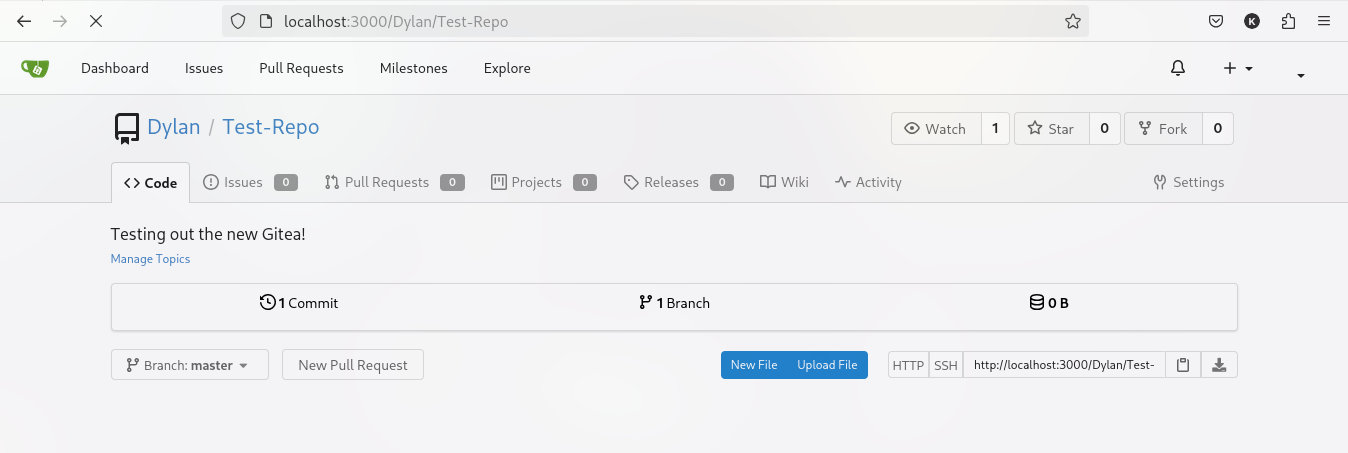 localhost:3000/Dylan/Test-Repo
K
Dashboard Issues Pull Requests Milestones Explore
Dylan / Test-Repo
Watch 1 Star 0 Fork 0
Code Issues 0 Pull Requests 0 Projects 0 Releases 0 Wiki Activity Settings
Testing out the new Gitea!
Manage Topics
1 Commit 1 Branch 0 B
Branch: master New Pull Request New File Upload File HTTP SSH http://localhost:3000/Dylan/Test-